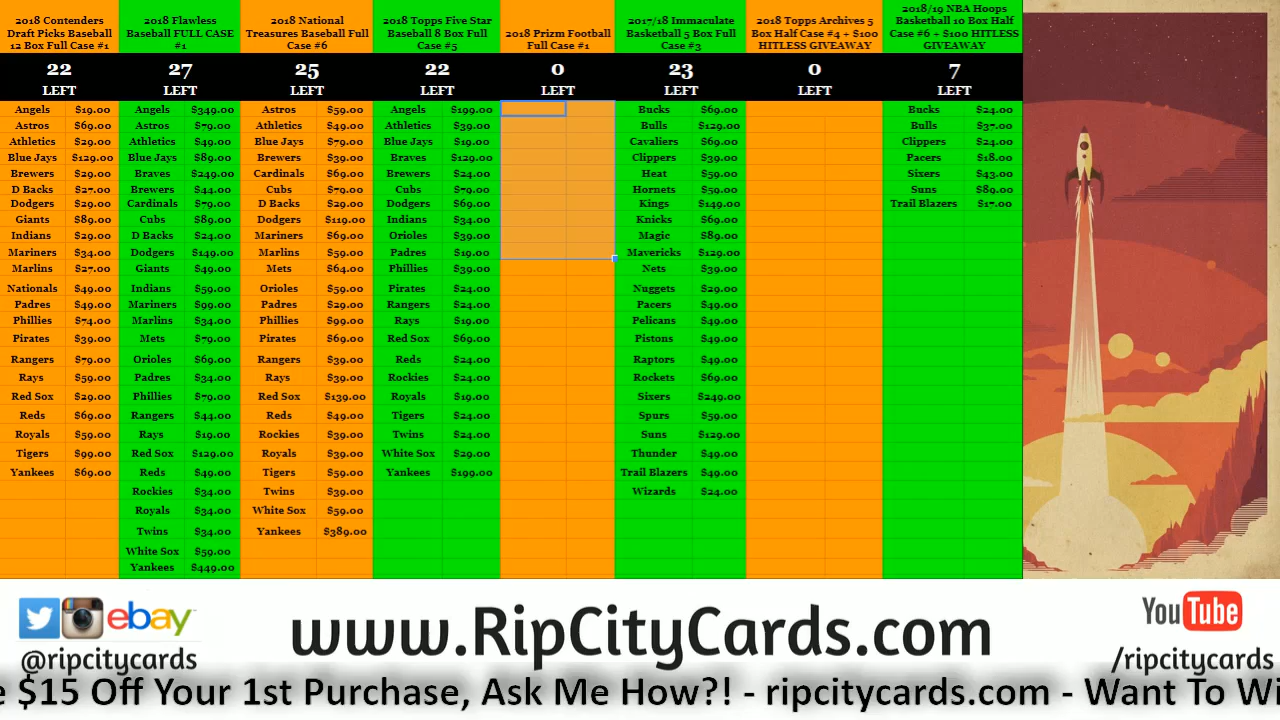 2018 Contenders
Draft Picks Baseball
12 Box Full Case #1
22
LEFT
Angels $19.00
Astros $69.00
Athletics $29.00
Blue Jays $129.00
Brewers $29.00
D Backs $27.00
Dodgers $29.00
Giants $89.00
Indians $29.00
Mariners $34.00
Marlins $27.00
Nationals $49.00
Padres $49.00
Phillies $74.00
Pirates $39.00
Rangers $79.00
Rays $59.00
Red Sox $29.00
Reds $69.00
Royals $59.00
Tigers $99.00
Yankees $69.00
2018 Flawless
Baseball FULL CASE
#1
27
LEFT
Angels $349.00
Astros $79.00
Athletics $49.00
Blue Jays $89.00
Braves $249.00
Brewers $44.00
Cardinals $79.00
Cubs $89.00
D Backs $24.00
Dodgers $149.00
Giants $49.00
Indians $59.00
Mariners $99.00
Marlins $34.00
Mets $79.00
Orioles $69.00
Padres $34.00
Phillies $79.00
Rangers $44.00
Rays $19.00
Red Sox $129.00
Reds $49.00
Rockies $34.00
Royals $34.00
Twins $34.00
White Sox $59.00
Yankees $449.00
2018 National
Treasures Baseball Full
Case #6
25
LEFT
Astros $59.00
Athletics $49.00
Blue Jays $79.00
Brewers $39.00
Cardinals $69.00
Cubs $79.00
D Backs $29.00
Dodgers $119.00
Mariners $69.00
Marlins $59.00
Mets $64.00
Orioles $59.00
Padres $29.00
Phillies $99.00
Pirates $69.00
Rangers $39.00
Rays $39.00
Red Sox $139.00
Reds $49.00
Rockies $39.00
Royals $39.00
Tigers $59.00
Twins $39.00
White Sox $59.00
Yankees $389.00
2018 Topps Five Star
Baseball 8 Box Full
Case #5
22
LEFT
Angels $199.00
Athletics $39.00
Blue Jays $19.00
Braves $129.00
Brewers $24.00
Cubs $79.00
Dodgers $69.00
Indians $34.00
Orioles $39.00
Padres $19.00
Phillies $39.00
Pirates $24.00
Rangers $24.00
Rays $19.00
Red Sox $69.00
Reds $24.00
Rockies $24.00
Royals $19.00
Tigers $24.00
Twins $24.00
White Sox $29.00
Yankees $199.00
2018 Prizm Football
Full Case #1
0
LEFT
2017/18 Immaculate
Basketball 5 Box Full
Case #3
23
LEFT
Bucks $69.00
Bulls $129.00
Cavaliers $69.00
Clippers $39.00
Heat $59.00
Hornets $59.00
Kings $149.00
Knicks $69.00
Magic $89.00
Mavericks $129.00
Nets $39.00
Nuggets $29.00
Pacers $49.00
Pelicans $49.00
Pistons $49.00
Raptors $49.00
Rockets $69.00
Sixers $249.00
Spurs $59.00
Suns $129.00
Thunder $49.00
Trail Blazers $49.00
Wizards $24.00
2018 Topps Archives 5
Box Half Case #4 + $100
HITLESS GIVEAWAY
0
LEFT
2018/19 NBA Hoops
Basketball 10 Box Half
Case #6 + $100 HITLESS
GIVEAWAY
7
LEFT
Bucks $24.00
Bulls $37.00
Clippers $24.00
Pacers $18.00
Sixers $43.00
Suns $89.00
Trail Blazers $17.00
ebay
@ripcitycards
www.RipCityCards.com
YouTube
/ripcitycards
e $15 Off Your 1st Purchase, Ask Me How?! - ripcitycards.com - Want To Wi